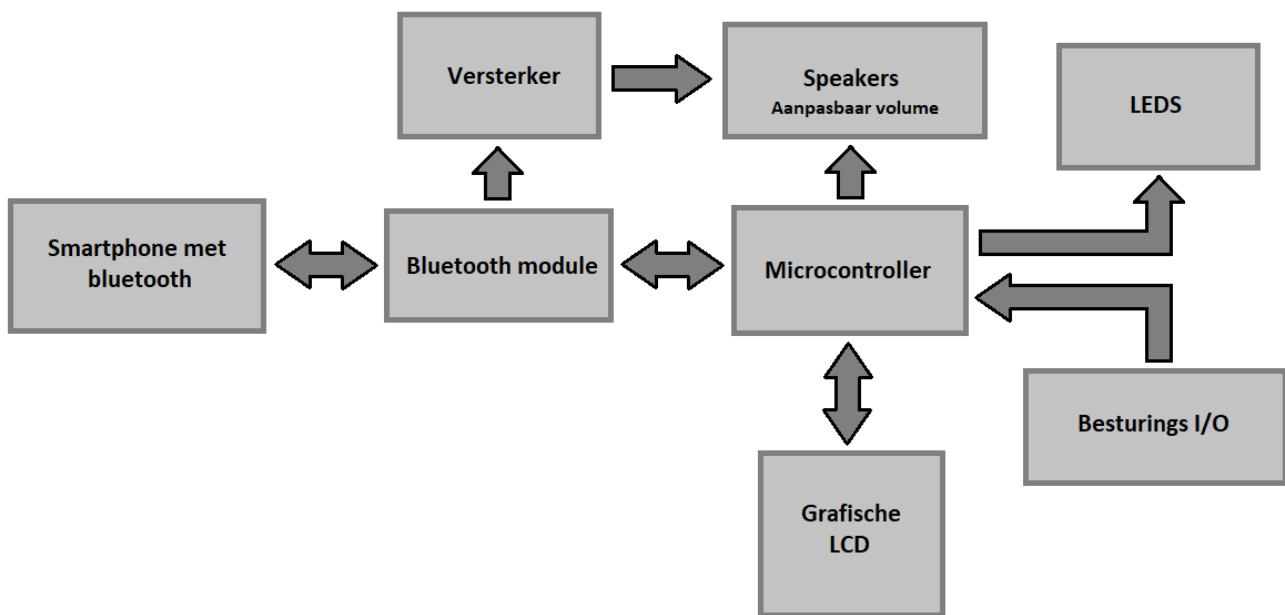 Versterker
Speakers
Aanpasbaar volume
LEDS
Smartphone met
bluetooth
Bluetooth module
Microcontroller
Besturings I/O
Grafische
LCD